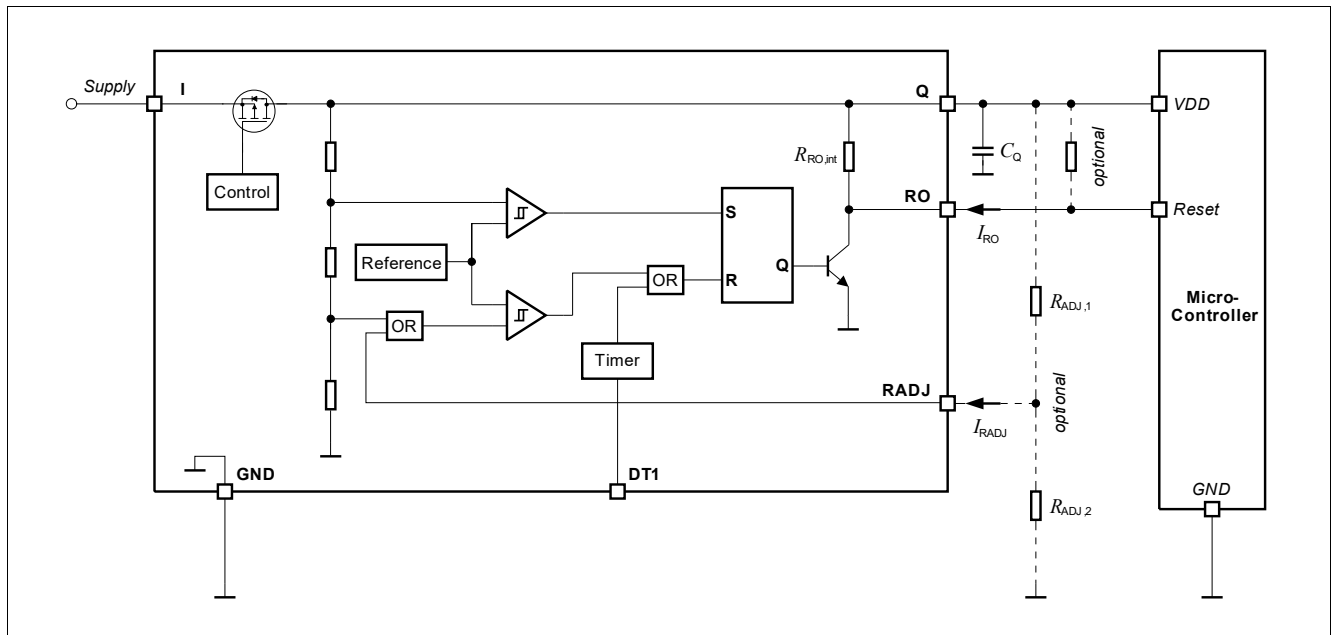 Supply
I
Q
VDD
Control
R_RO,int
C_Q
optional
RO
I_RO
Reset
S
R
Q
Reference
OR
OR
Timer
R_ADJ,1
Micro-
Controller
RADJ
I_RADJ
optional
GND
DT1
R_ADJ,2
GND